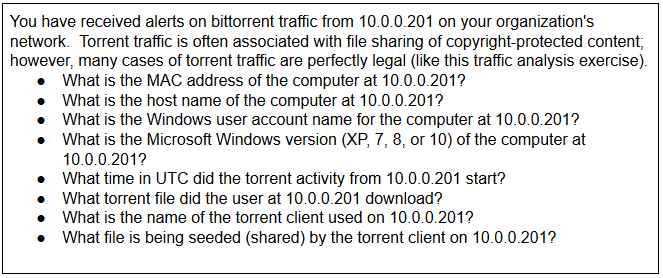 You have received alerts on bittorrent traffic from 10.0.0.201 on your organization's
network.  Torrent traffic is often associated with file sharing of copyright-protected content;
however, many cases of torrent traffic are perfectly legal (like this traffic analysis exercise).
● What is the MAC address of the computer at 10.0.0.201?
● What is the host name of the computer at 10.0.0.201?
● What is the Windows user account name for the computer at 10.0.0.201?
● What is the Microsoft Windows version (XP, 7, 8, or 10) of the computer at
10.0.0.201?
● What time in UTC did the torrent activity from 10.0.0.201 start?
● What torrent file did the user at 10.0.0.201 download?
● What is the name of the torrent client used on 10.0.0.201?
● What file is being seeded (shared) by the torrent client on 10.0.0.201?